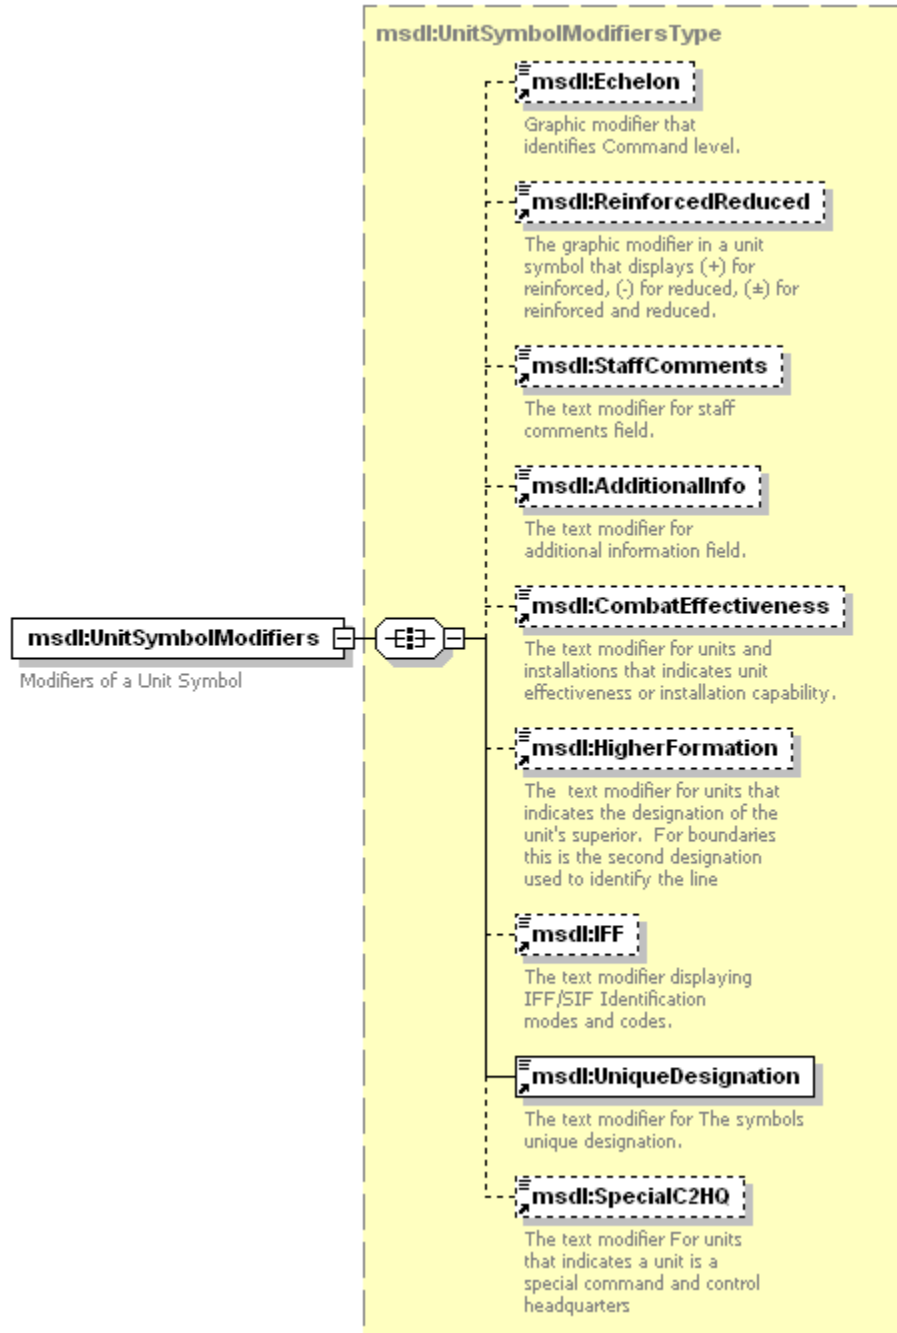 msdl:UnitSymbolModifiersType
msdl:Echelon
Graphic modifier that
identifies Command level.
msdl:ReinforcedReduced
The graphic modifier in a unit
symbol that displays (+) for
reinforced, (-) for reduced, (±) for
reinforced and reduced.
msdl:StaffComments
The text modifier for staff
comments field.
msdl:AdditionalInfo
The text modifier for
additional information field.
msdl:CombatEffectiveness
The text modifier for units and
installations that indicates unit
effectiveness or installation capability.
msdl:UnitSymbolModifiers
Modifiers of a Unit Symbol
msdl:HigherFormation
The  text modifier for units that
indicates the designation of the
unit's superior.  For boundaries
this is the second designation
used to identify the line
msdl:IFF
The text modifier displaying
IFF/SIF Identification
modes and codes.
msdl:UniqueDesignation
The text modifier for The symbols
unique designation.
msdl:SpecialC2HQ
The text modifier For units
that indicates a unit is a
special command and control
headquarters